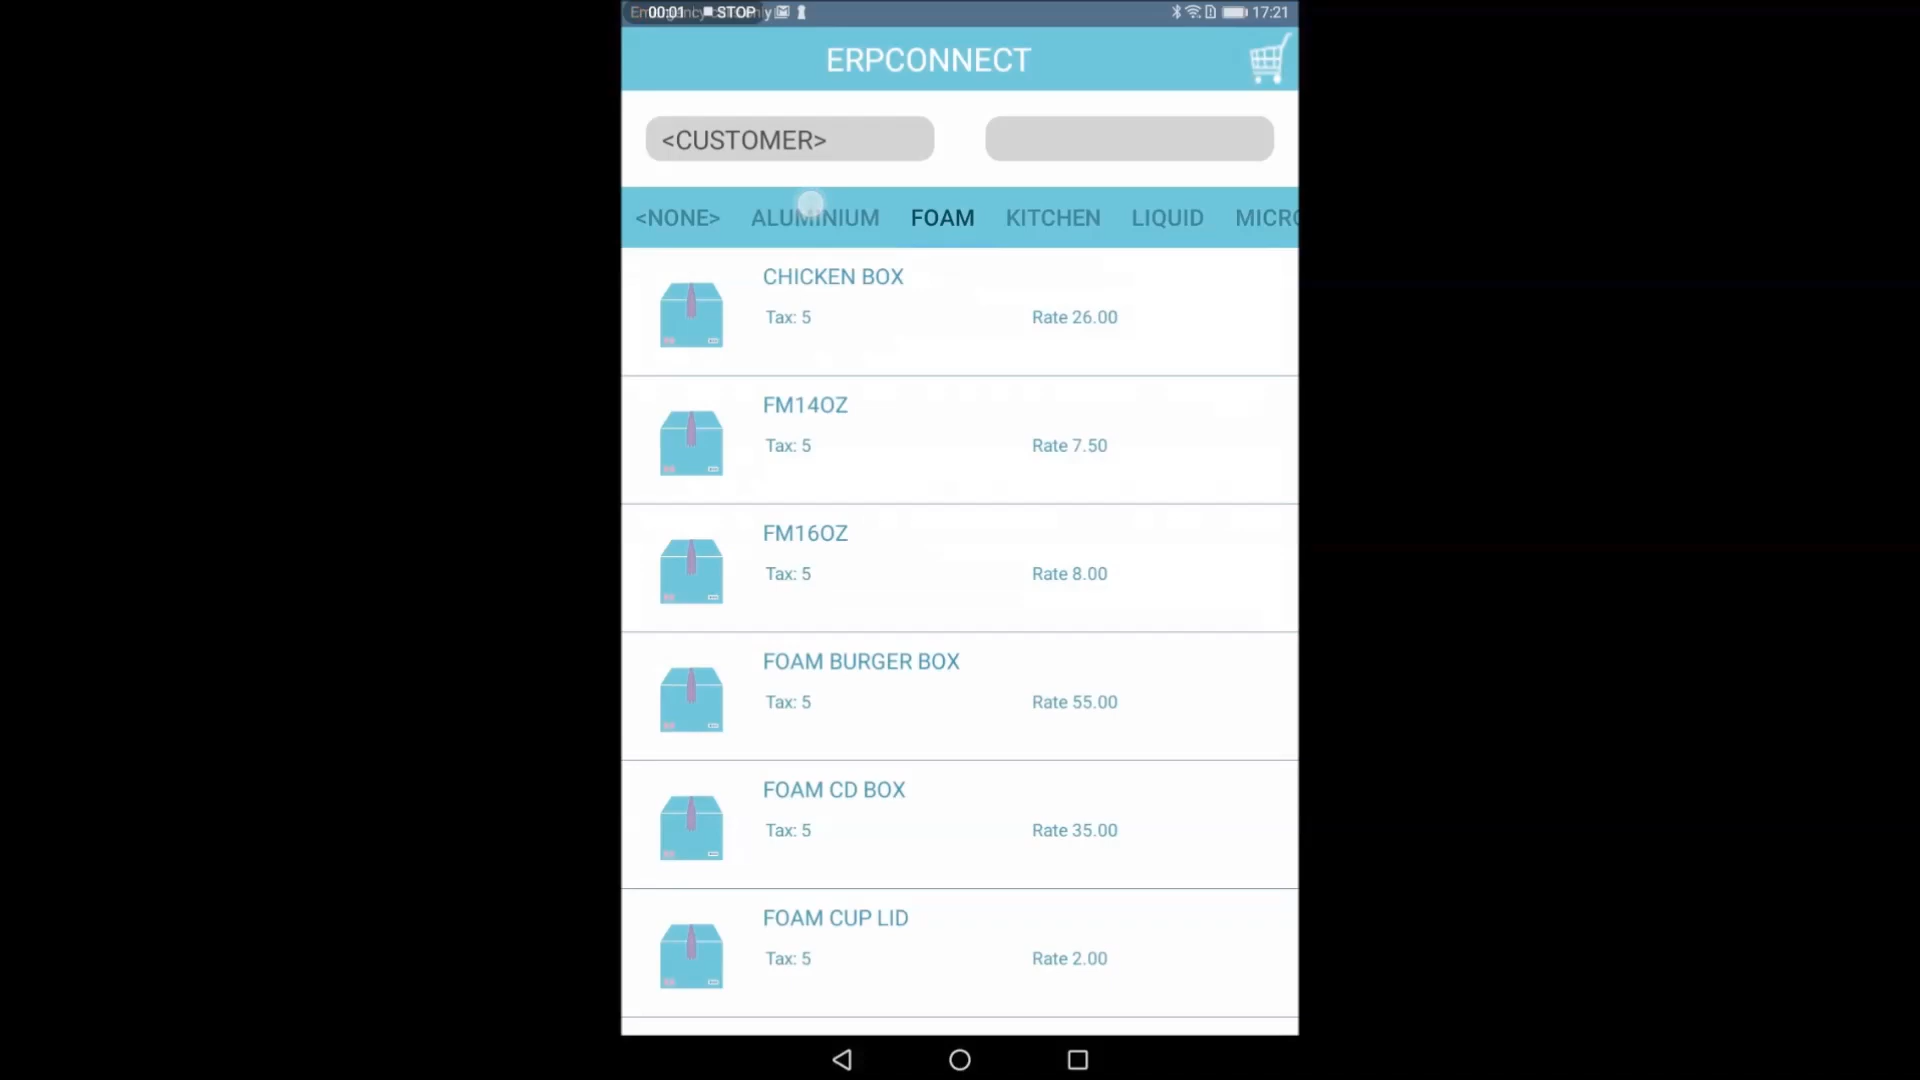 00:01 STOP 17:21
ERPCONNECT
<CUSTOMER>
<NONE> ALUMINIUM FOAM KITCHEN LIQUID MICRO
CHICKEN BOX
Tax: 5 Rate 26.00
FM14OZ
Tax: 5 Rate 7.50
FM16OZ
Tax: 5 Rate 8.00
FOAM BURGER BOX
Tax: 5 Rate 55.00
FOAM CD BOX
Tax: 5 Rate 35.00
FOAM CUP LID
Tax: 5 Rate 2.00